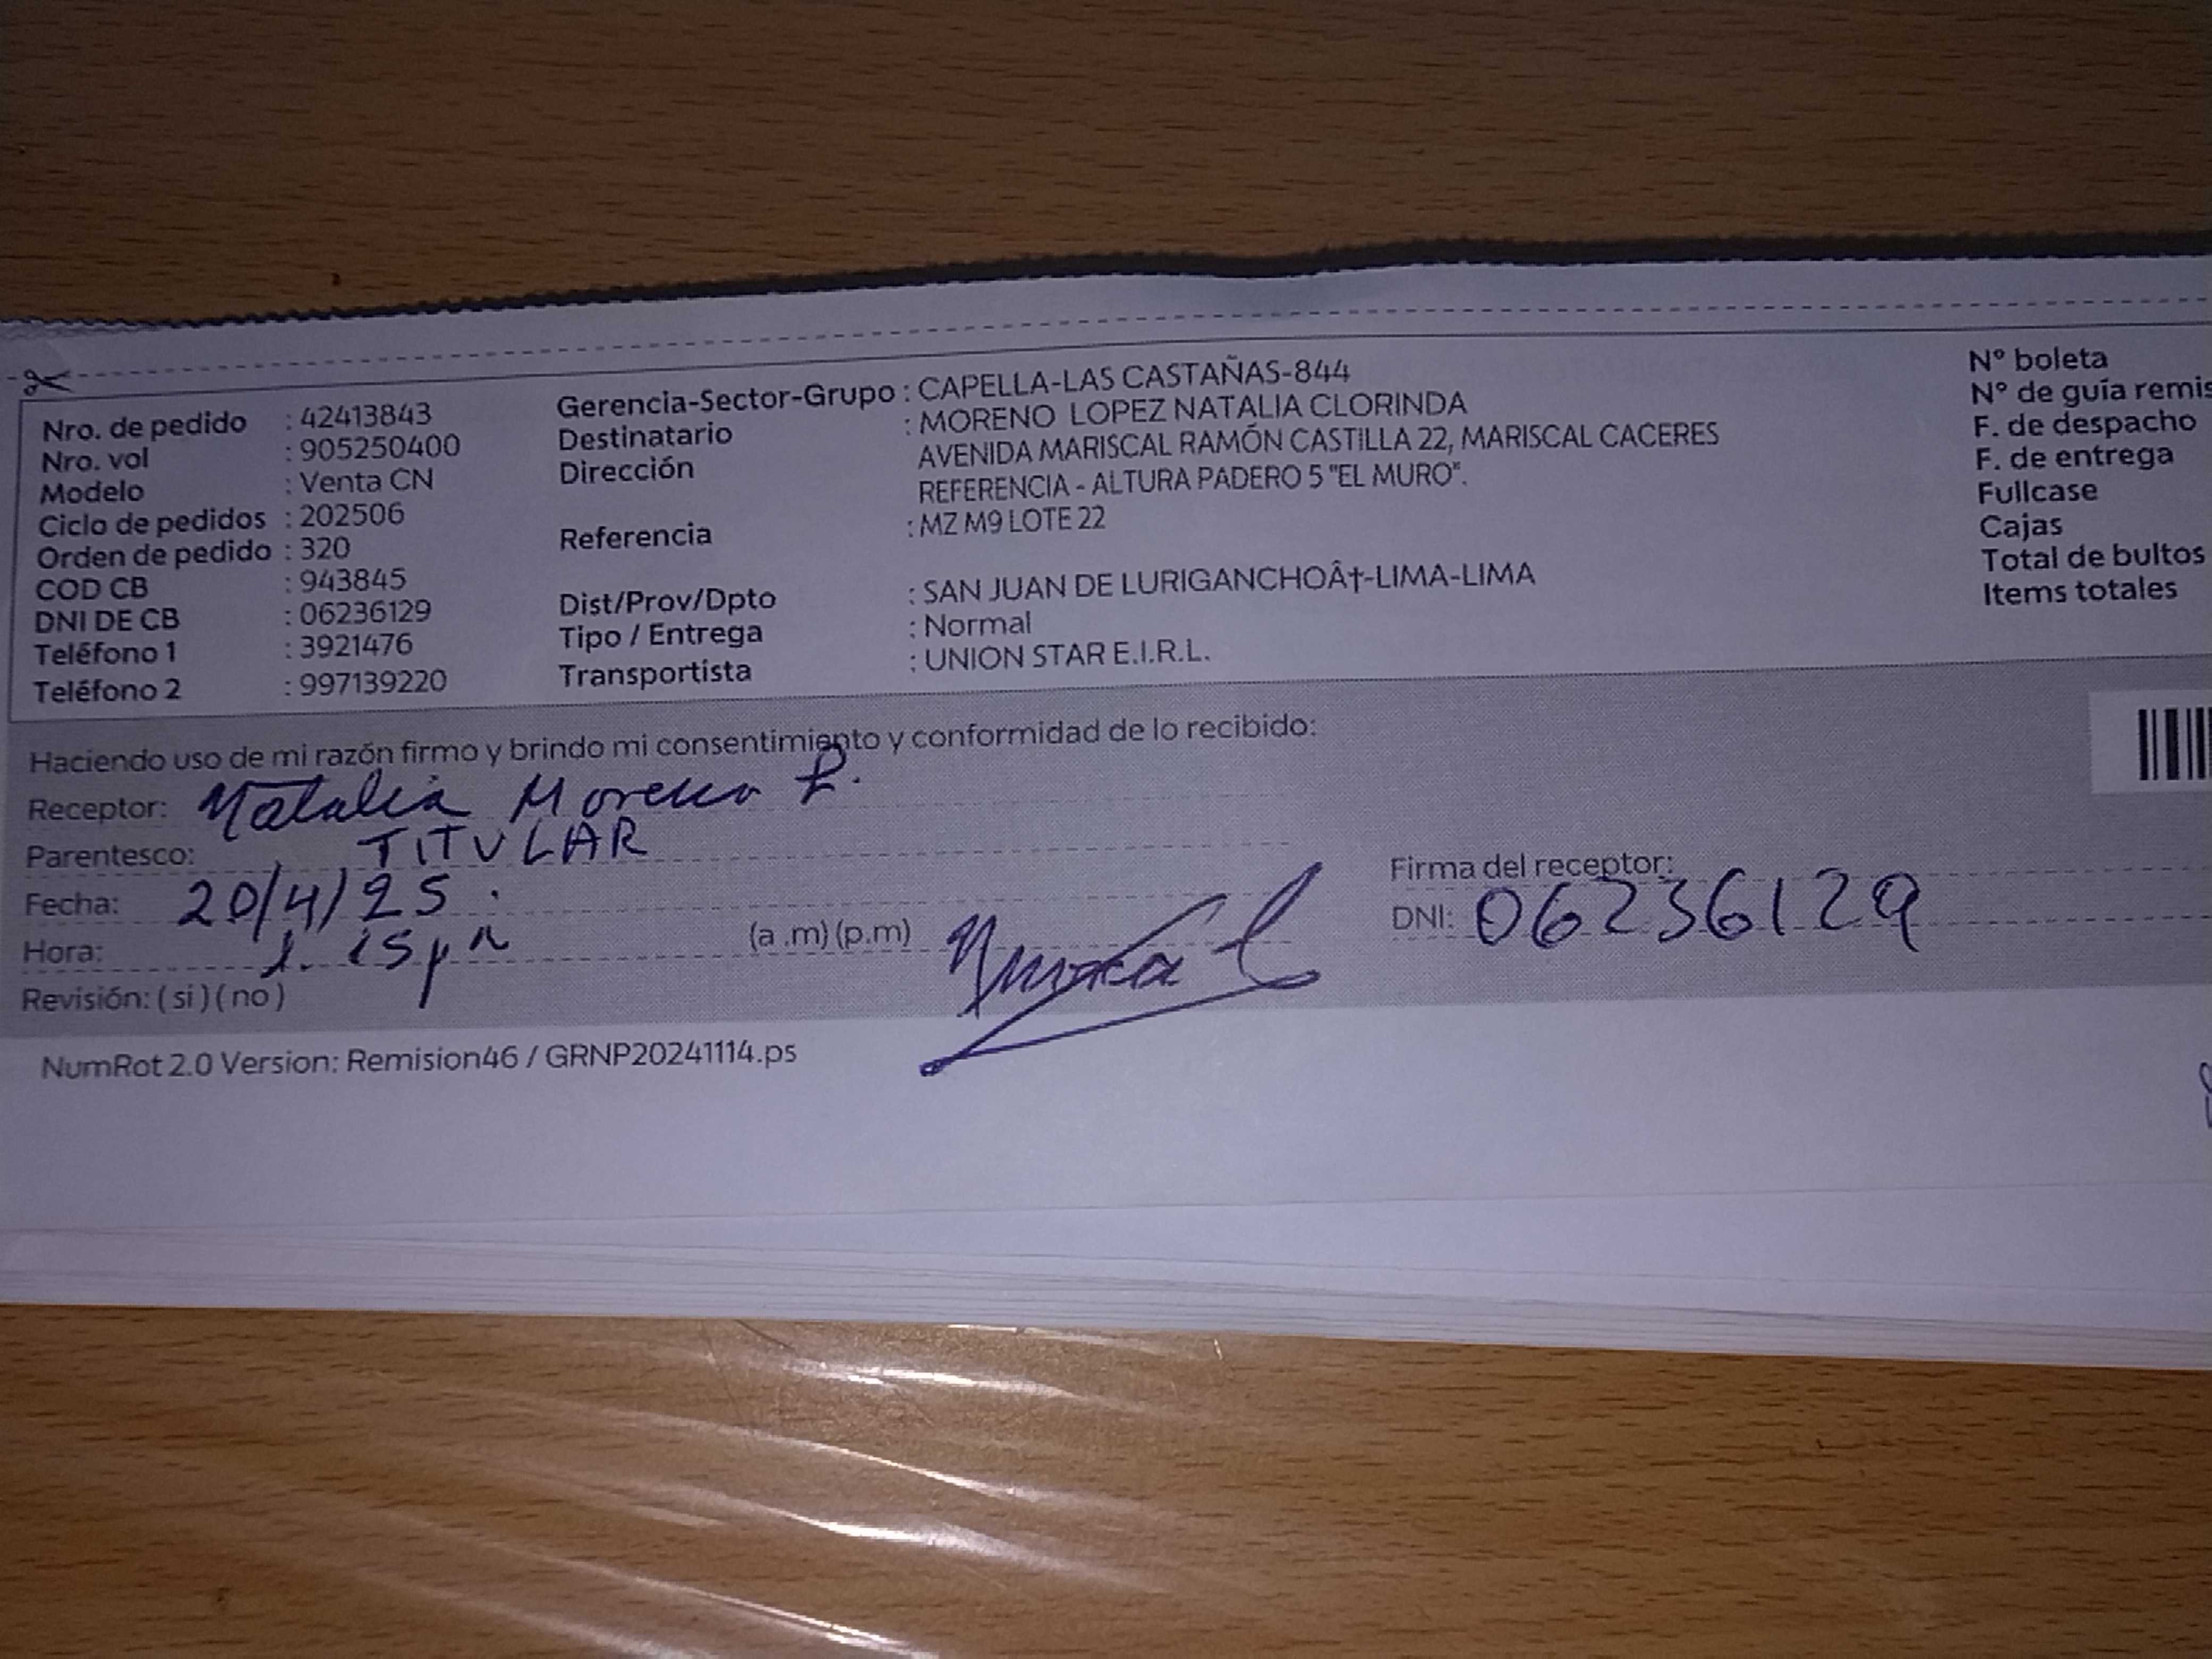 Nro. de pedido : 42413843
Nro. vol : 905250400
Modelo : Venta CN
Ciclo de pedidos : 202506
Orden de pedido : 320
COD CB : 943845
DNI DE CB : 06236129
Teléfono 1 : 3921476
Teléfono 2 : 997139220
Gerencia-Sector-Grupo : CAPELLA-LAS CASTAÑAS-844
Destinatario : MORENO LOPEZ NATALIA CLORINDA
Dirección AVENIDA MARISCAL RAMÓN CASTILLA 22, MARISCAL CACERES
REFERENCIA - ALTURA PADERO 5 "EL MURO".
Referencia : MZ M9 LOTE 22
Dist/Prov/Dpto : SAN JUAN DE LURIGANCHOÂ†-LIMA-LIMA
Tipo / Entrega : Normal
Transportista : UNION STAR E.I.R.L.
N° boleta
N° de guía remis
F. de despacho
F. de entrega
Fullcase
Cajas
Total de bultos
Items totales
Haciendo uso de mi razón firmo y brindo mi consentimiento y conformidad de lo recibido:
Receptor: Natalia Moreno L.
Parentesco: TITULAR
Fecha: 20/4/25.
Hora: (a .m) (p.m)
Revisión: ( si ) ( no )
Firma del receptor:
DNI: 06236129
NumRot 2.0 Version: Remision46 / GRNP20241114.ps